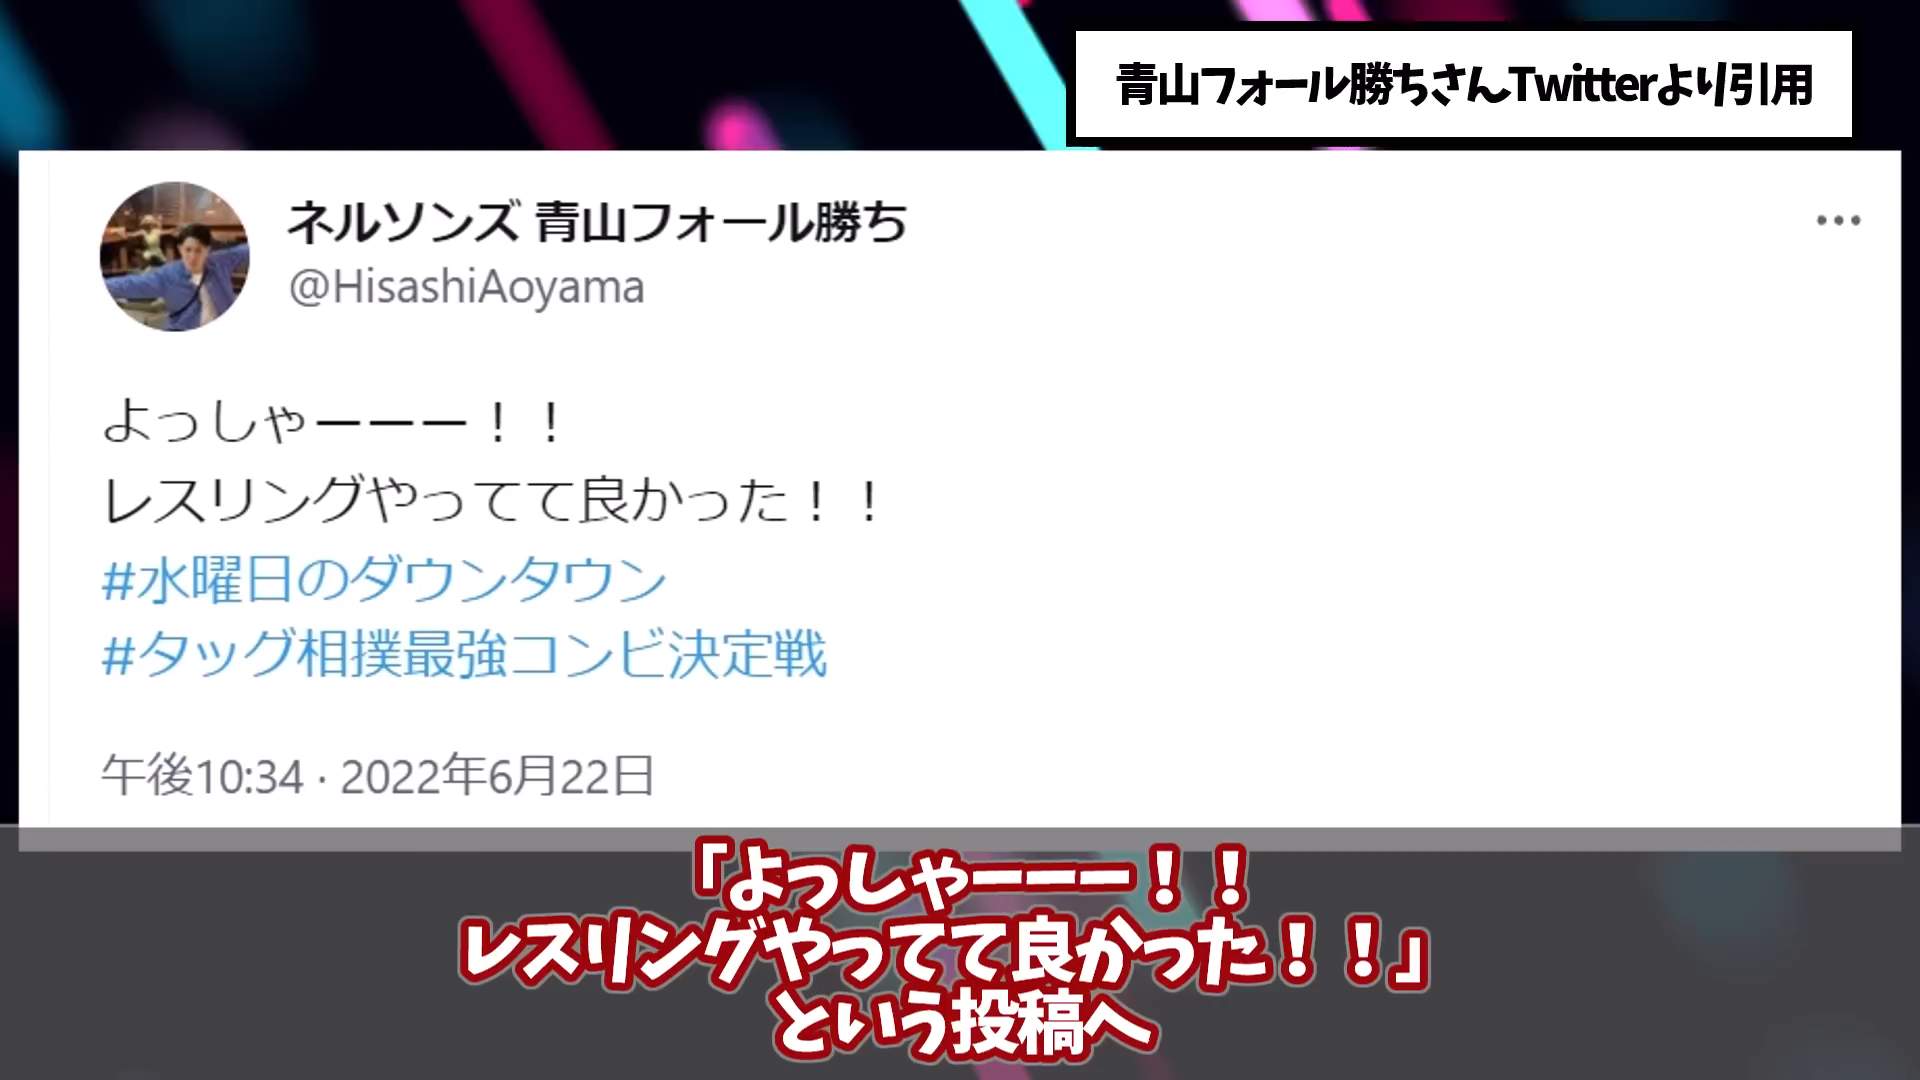 青山フォール勝ちさんTwitterより引用
ネルソンズ 青山フォール勝ち
@HisashiAoyama
よっしゃーーー！！
レスリングやってて良かった！！
#水曜日のダウンタウン
#タッグ相撲最強コンビ決定戦
午後10:34 · 2022年6月22日
「よっしゃーーー！！
レスリングやってて良かった！！」
という投稿へ